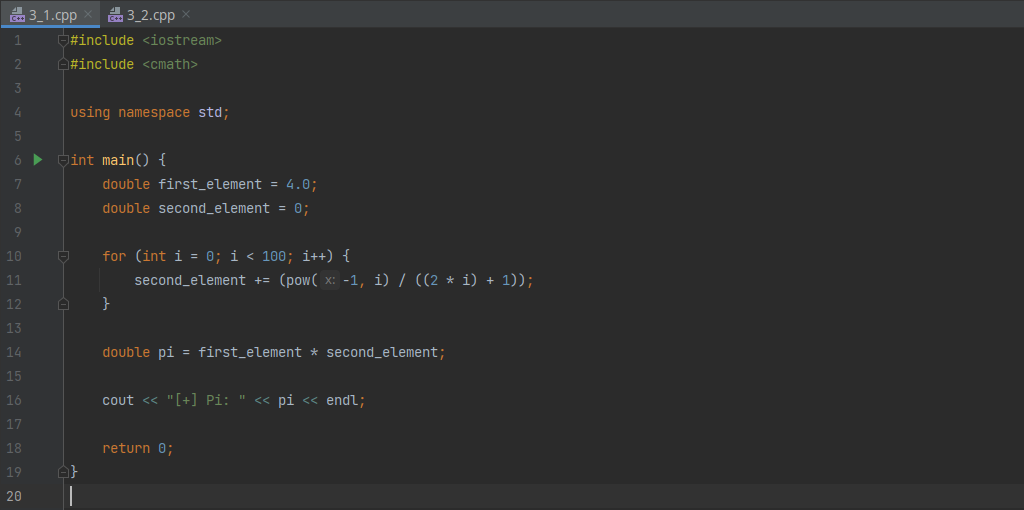 3_1.cpp 3_2.cpp
1 #include <iostream>
2 #include <cmath>
3
4 using namespace std;
5
6 int main() {
7 double first_element = 4.0;
8 double second_element = 0;
9
10 for (int i = 0; i < 100; i++) {
11 second_element += (pow( x: -1, i) / ((2 * i) + 1));
12 }
13
14 double pi = first_element * second_element;
15
16 cout << "[+] Pi: " << pi << endl;
17
18 return 0;
19 }
20